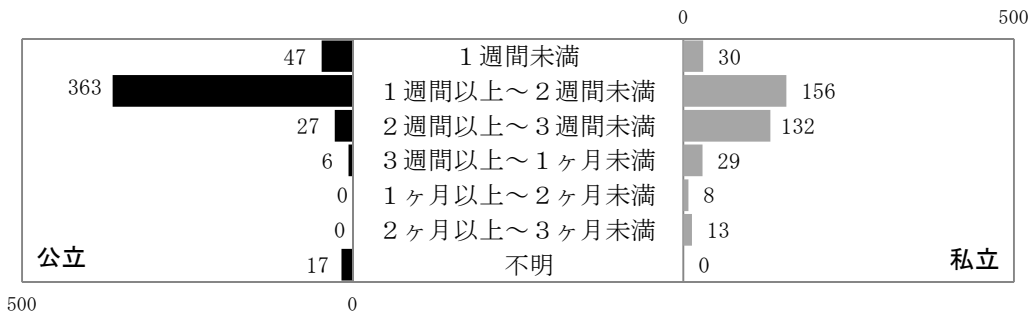 0 500
47 1週間未満 30
363 1週間以上～2週間未満 156
27 2週間以上～3週間未満 132
6 3週間以上～1ヶ月未満 29
0 1ヶ月以上～2ヶ月未満 8
0 2ヶ月以上～3ヶ月未満 13
公立 17 不明 0 私立
500 0